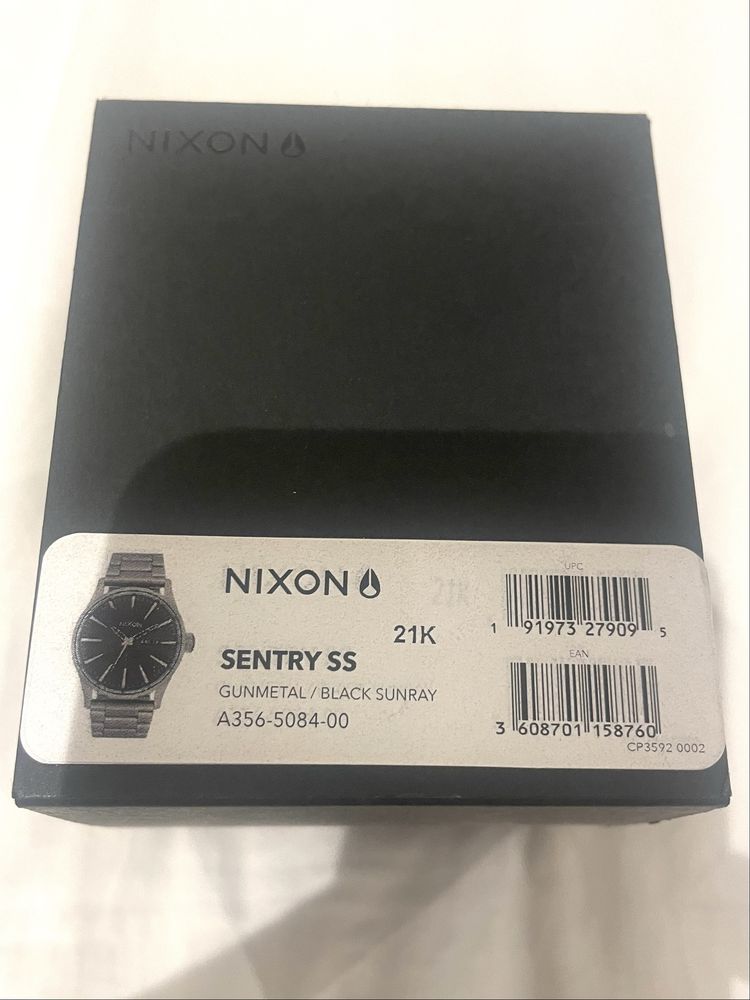 NIXON
NIXON
21K
SENTRY SS
GUNMETAL / BLACK SUNRAY
A356-5084-00
NIXON
UPC
1 91973 27909 5
EAN
3 608701 158760
CP3592 0002